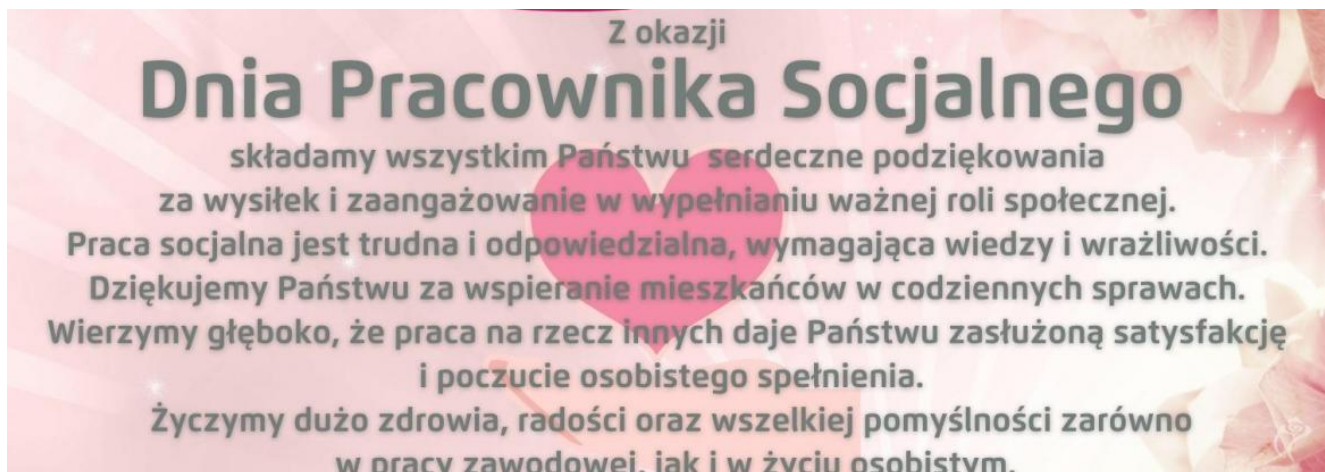 Z okazji
Dnia Pracownika Socjalnego
składamy wszystkim Państwu serdeczne podziękowania
za wysiłek i zaangażowanie w wypełnianiu ważnej roli społecznej.
Praca socjalna jest trudna i odpowiedzialna, wymagająca wiedzy i wrażliwości.
Dziękujemy Państwu za wspieranie mieszkańców w codziennych sprawach.
Wierzymy głęboko, że praca na rzecz innych daje Państwu zasłużoną satysfakcję
i poczucie osobistego spełnienia.
Życzymy dużo zdrowia, radości oraz wszelkiej pomyślności zarówno
w pracy zawodowej, jak i w życiu osobistym.